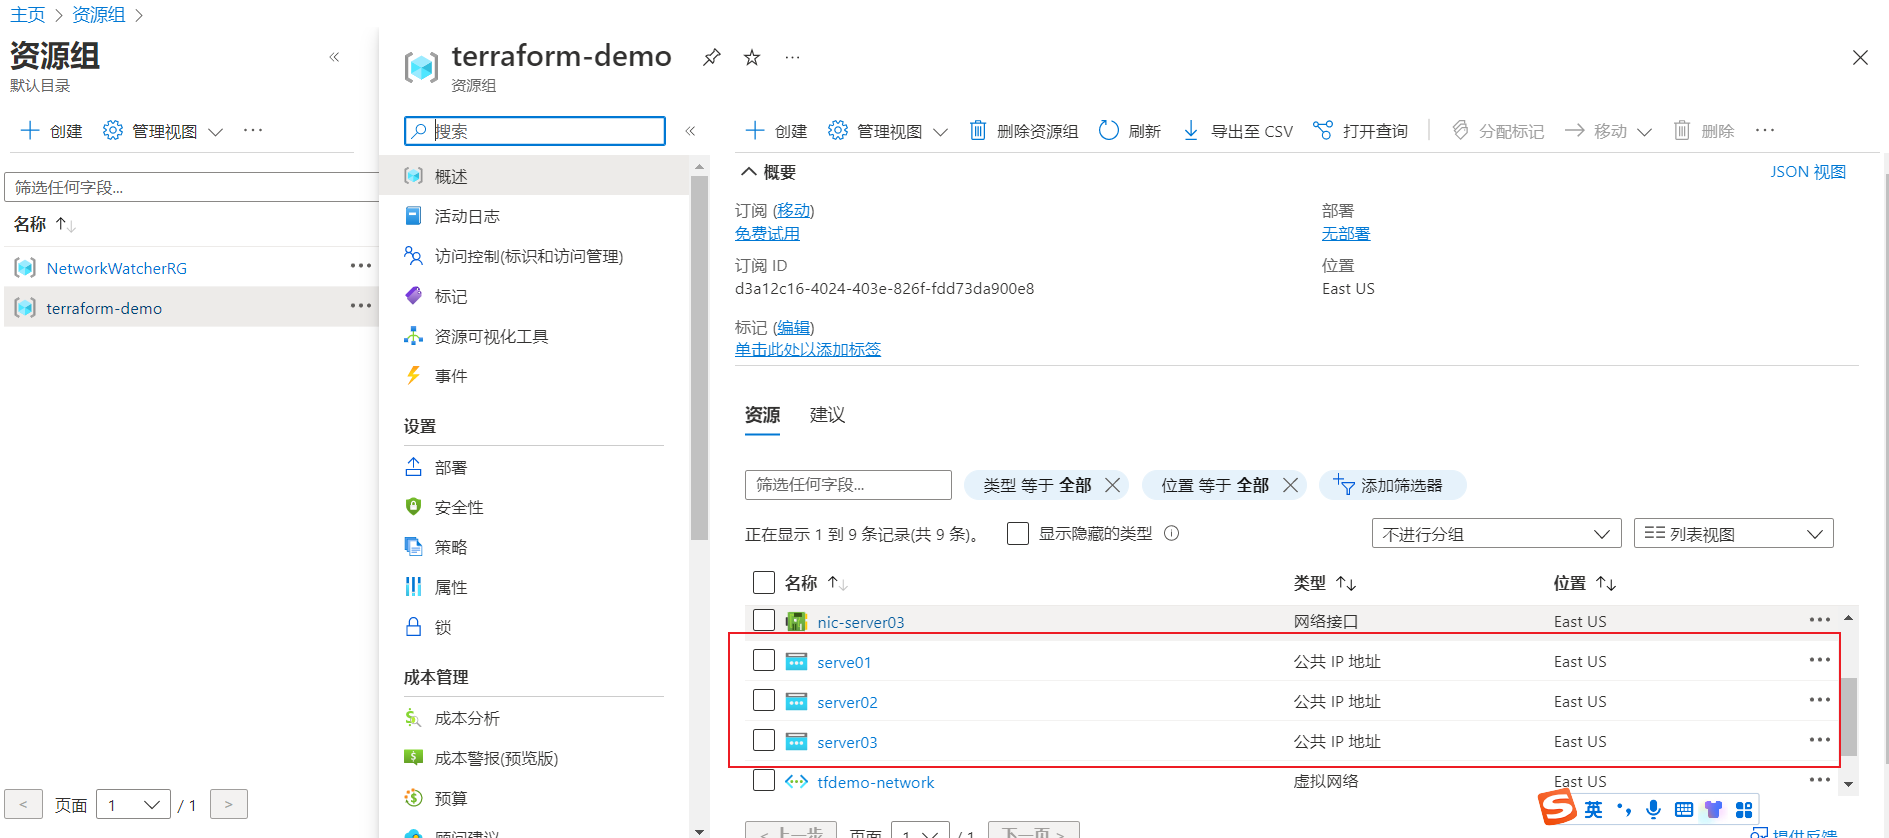 主页 > 资源组 >
资源组
默认目录
«
创建
管理视图
···
筛选任何字段...
名称 ↑↓
NetworkWatcherRG
terraform-demo
< 页面 1 / 1 >
terraform-demo
资源组
搜索
«
概述
活动日志
访问控制(标识和访问管理)
标记
资源可视化工具
事件
设置
部署
安全性
策略
属性
锁
成本管理
成本分析
成本警报(预览版)
预算
顾问建议
创建 管理视图 删除资源组 刷新 导出至 CSV 打开查询 分配标记 移动 删除 ···
概要
JSON 视图
订阅 (移动)
免费试用
订阅 ID
d3a12c16-4024-403e-826f-fdd73da900e8
标记 (编辑)
单击此处以添加标签
部署
无部署
位置
East US
资源 建议
筛选任何字段... 类型 等于 全部 位置 等于 全部 添加筛选器
正在显示 1 到 9 条记录(共 9 条)。 显示隐藏的类型 不进行分组 列表视图
名称 ↑↓ 类型 ↑↓ 位置 ↑↓
nic-server03 网络接口 East US
serve01 公共 IP 地址 East US
server02 公共 IP 地址 East US
server03 公共 IP 地址 East US
tfdemo-network 虚拟网络 East US
< 上一步 页面 1 / 1 下一页 >
英
提供反馈